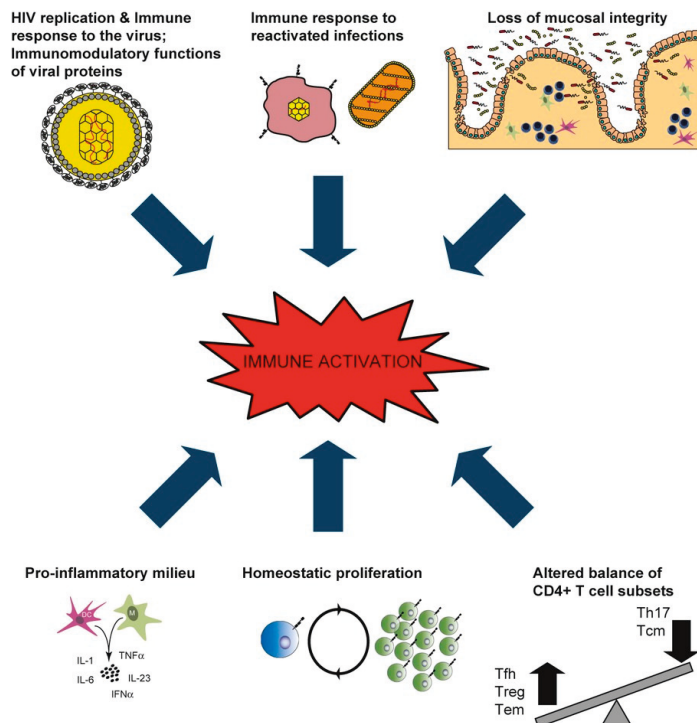 HIV replication & Immune
response to the virus;
Immunomodulatory functions
of viral proteins
Immune response to
reactivated infections
Loss of mucosal integrity
IMMUNE ACTIVATION
Pro-inflammatory milieu
DC
M
IL-1
TNFα
IL-6
IL-23
IFNα
Homeostatic proliferation
Altered balance of
CD4+ T cell subsets
Th17
Tcm
Tfh
Treg
Tem